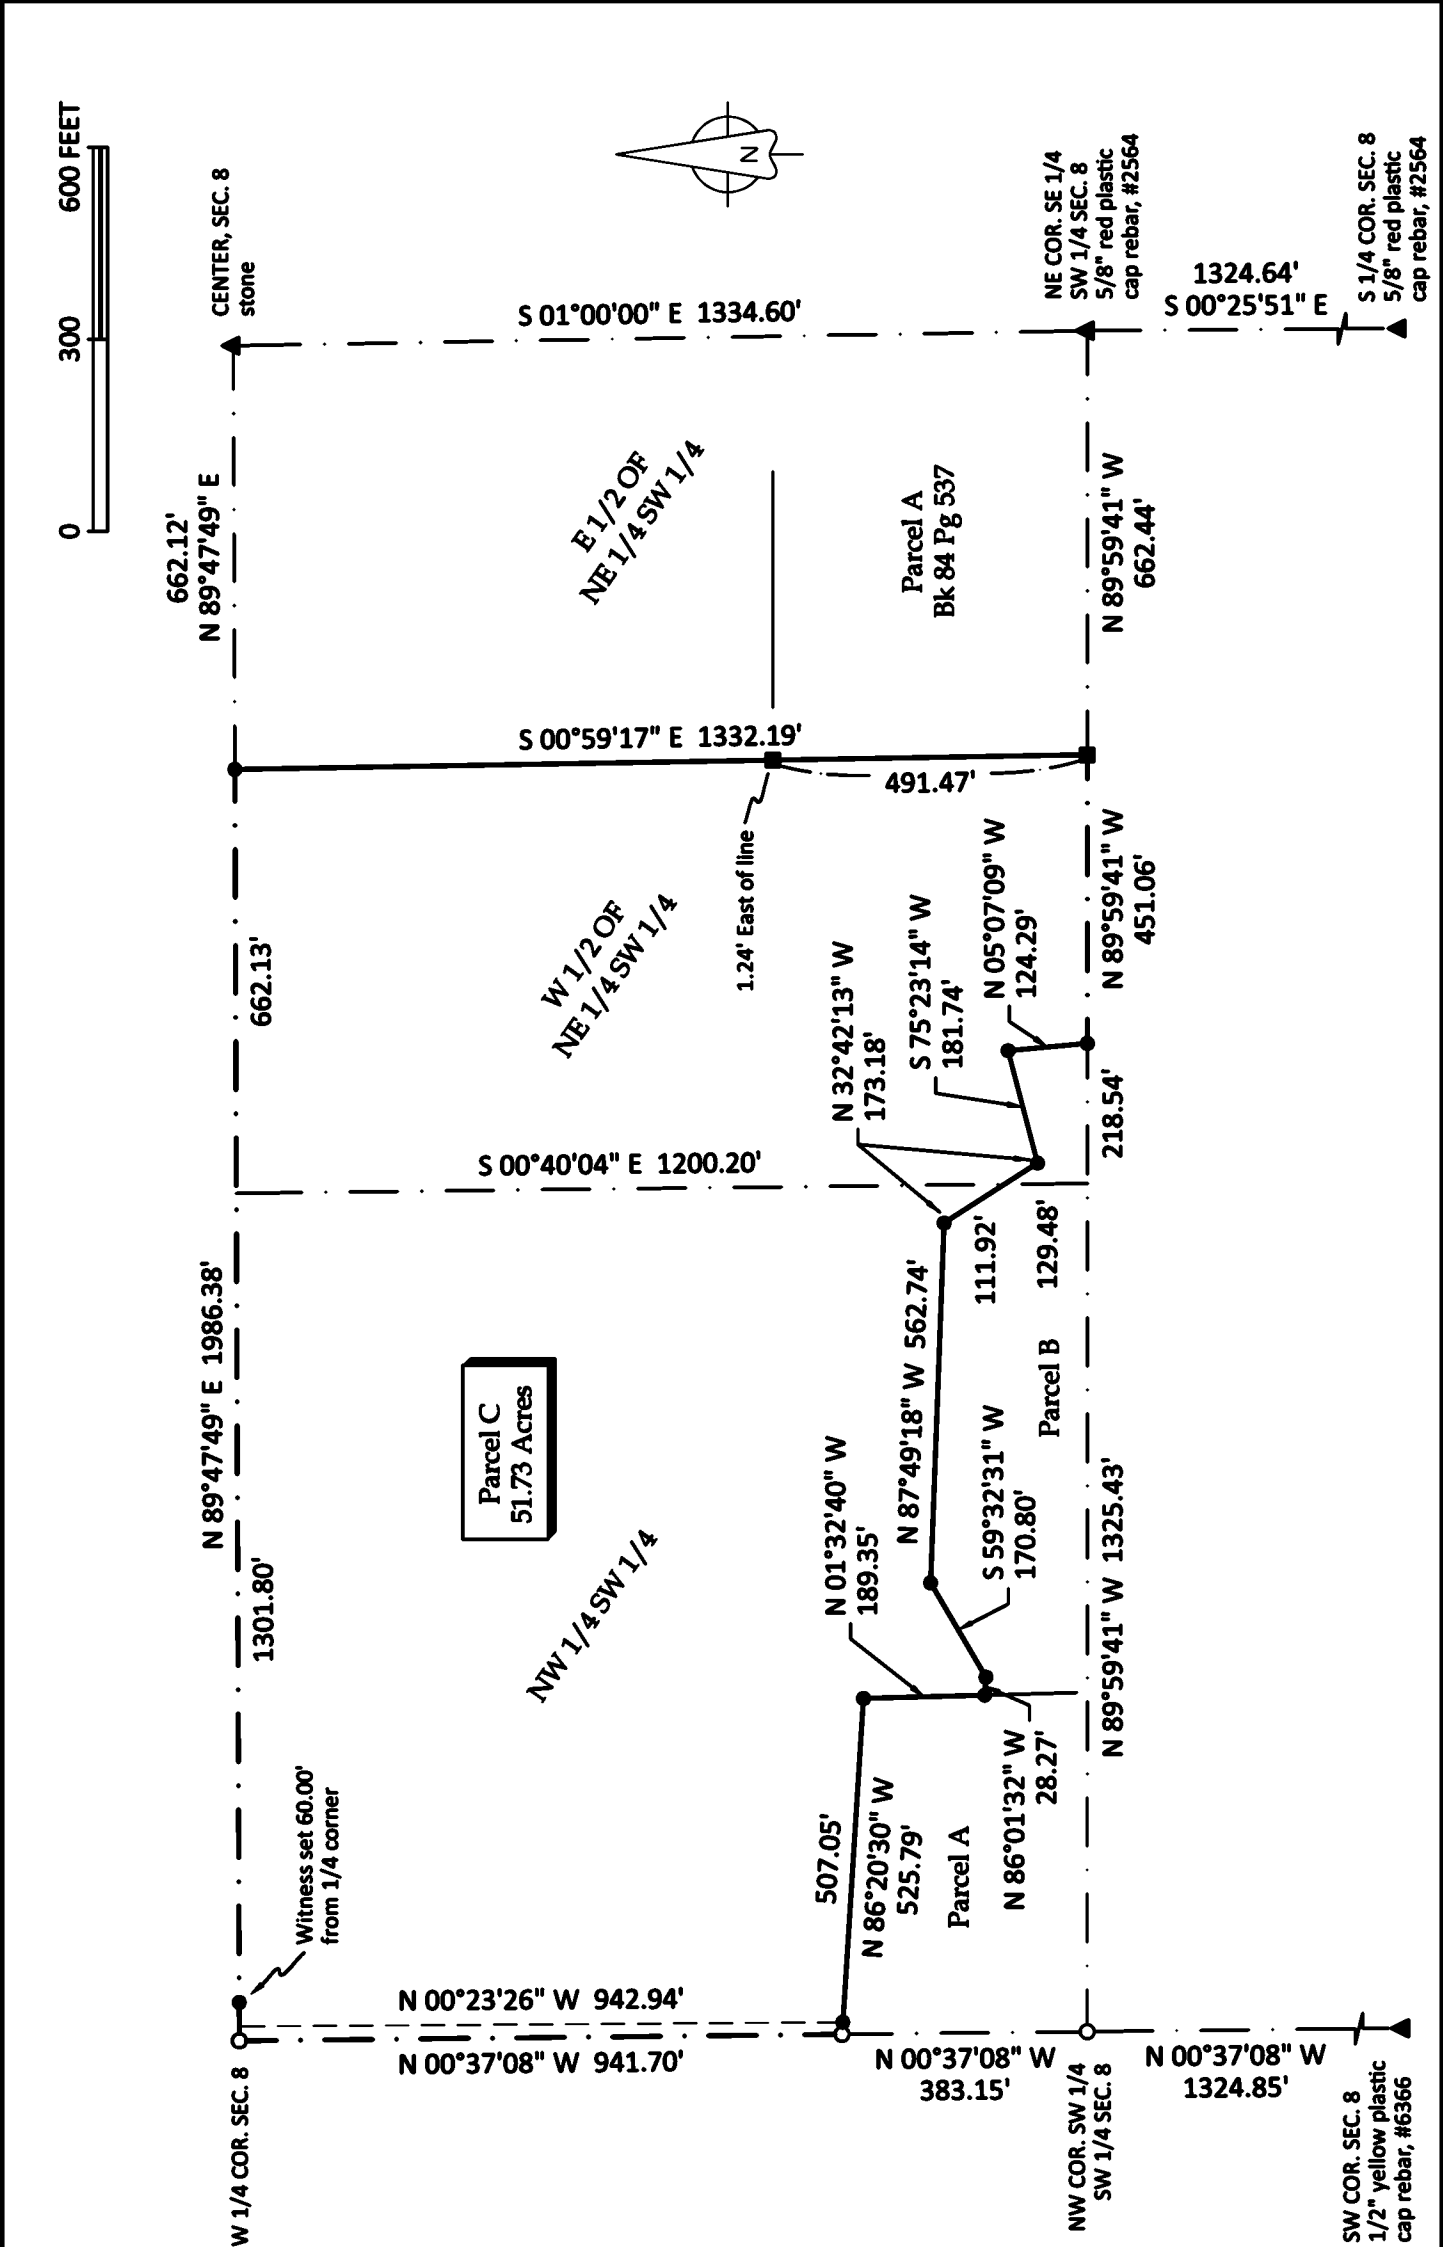 0 300 600 FEET
CENTER, SEC. 8
stone
662.12'
N 89°47'49" E
S 01°00'00" E 1334.60'
N
E 1/2 OF
NE 1/4 SW 1/4
NE COR. SE 1/4
SW 1/4 SEC. 8
5/8" red plastic
cap rebar, #2564
1324.64'
S 00°25'51" E
S 1/4 COR. SEC. 8
5/8" red plastic
cap rebar, #2564
Parcel A
Bk 84 Pg 537
N 89°59'41" W
662.44'
S 00°59'17" E 1332.19'
491.47'
1.24' East of line
662.13'
W 1/2 OF
NE 1/4 SW 1/4
N 89°59'41" W
451.06'
N 05°07'09" W
124.29'
S 75°23'14" W
181.74'
N 32°42'13" W
173.18'
218.54'
S 00°40'04" E 1200.20'
111.92'
129.48'
N 89°47'49" E 1986.38'
1301.80'
Parcel C
51.73 Acres
NW 1/4 SW 1/4
N 87°49'18" W 562.74'
Parcel B
S 59°32'31" W
170.80'
N 01°32'40" W
189.35'
N 89°59'41" W 1325.43'
N 86°01'32" W
28.27'
507.05'
N 86°20'30" W
525.79'
Parcel A
Witness set 60.00'
from 1/4 corner
N 00°23'26" W 942.94'
N 00°37'08" W 941.70'
N 00°37'08" W
383.15'
N 00°37'08" W
1324.85'
W 1/4 COR. SEC. 8
NW COR. SW 1/4
SW 1/4 SEC. 8
SW COR. SEC. 8
1/2" yellow plastic
cap rebar, #6366